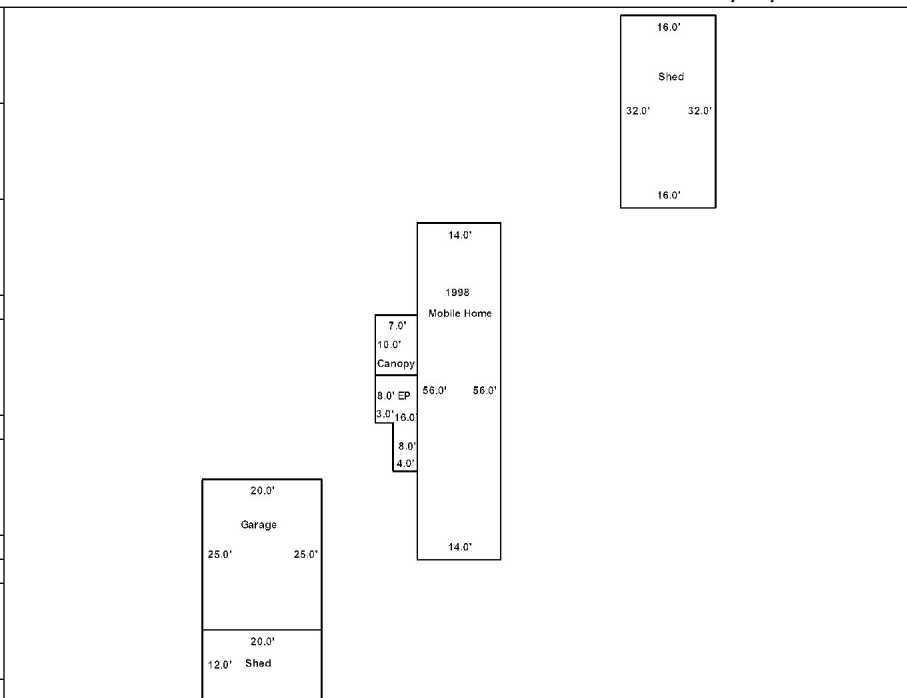 16.0'
Shed
32.0' 32.0'
16.0'
14.0'
1998
Mobile Home
7.0'
10.0'
Canopy
56.0' 56.0'
8.0' EP
3.0' 16.0'
8.0'
4.0'
14.0'
20.0'
Garage
25.0' 25.0'
20.0'
12.0' Shed